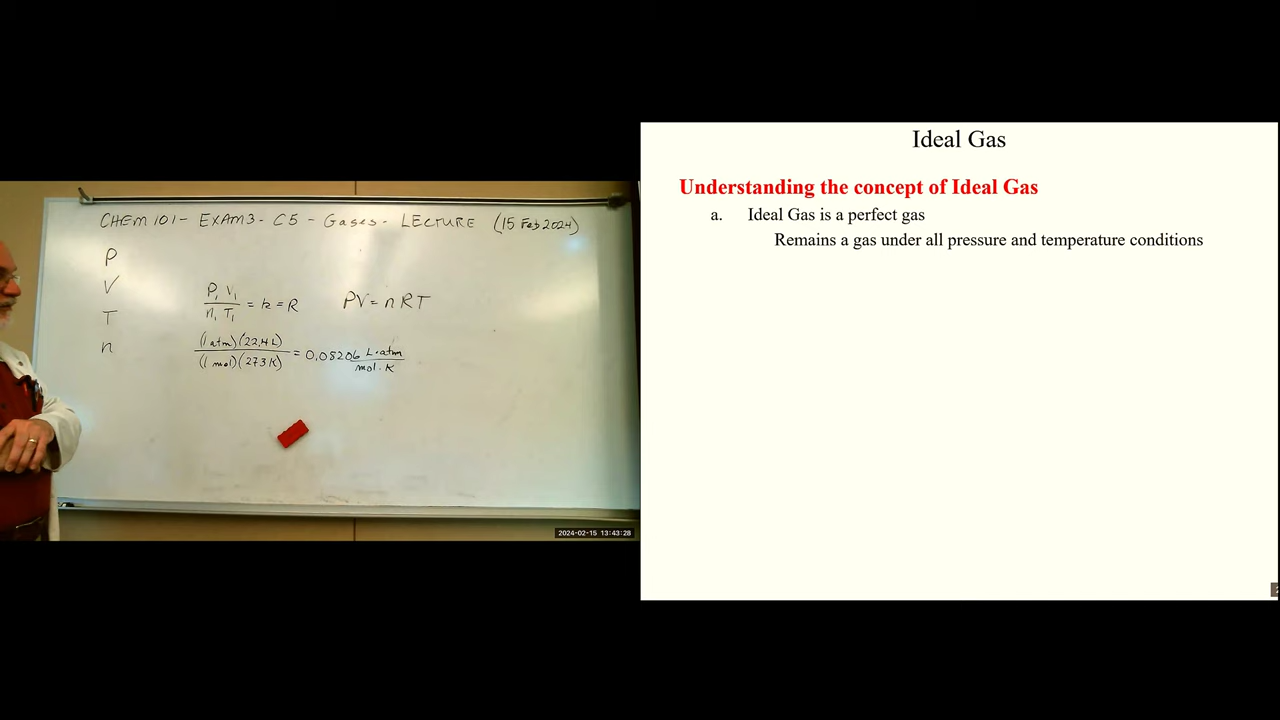 CHEM 101 - EXAM 3 - C5 - Gases - LECTURE (15 Feb 2024)
P
V
T
n
P₁ V₁ / n₁ T₁ = k = R PV = nRT
(1 atm)(22.4 L) / (1 mol)(273 K) = 0.08206 L·atm / mol·K
2024-02-15 13:43:28
Ideal Gas
Understanding the concept of Ideal Gas
a. Ideal Gas is a perfect gas
Remains a gas under all pressure and temperature conditions